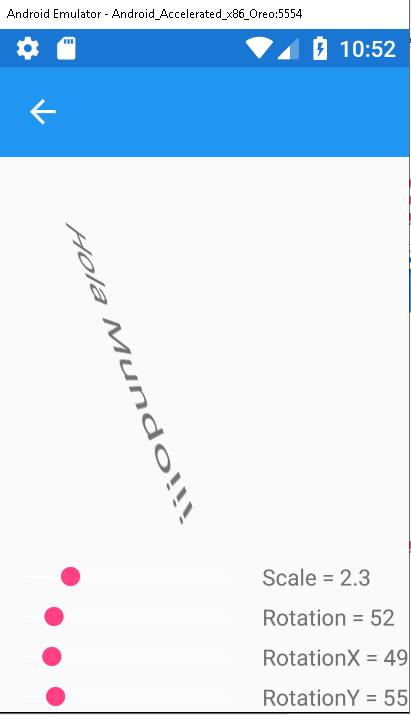 Android Emulator - Android_Accelerated_x86_Oreo:5554
10:52
Hola Mundo!!!
Scale = 2.3
Rotation = 52
RotationX = 49
RotationY = 55